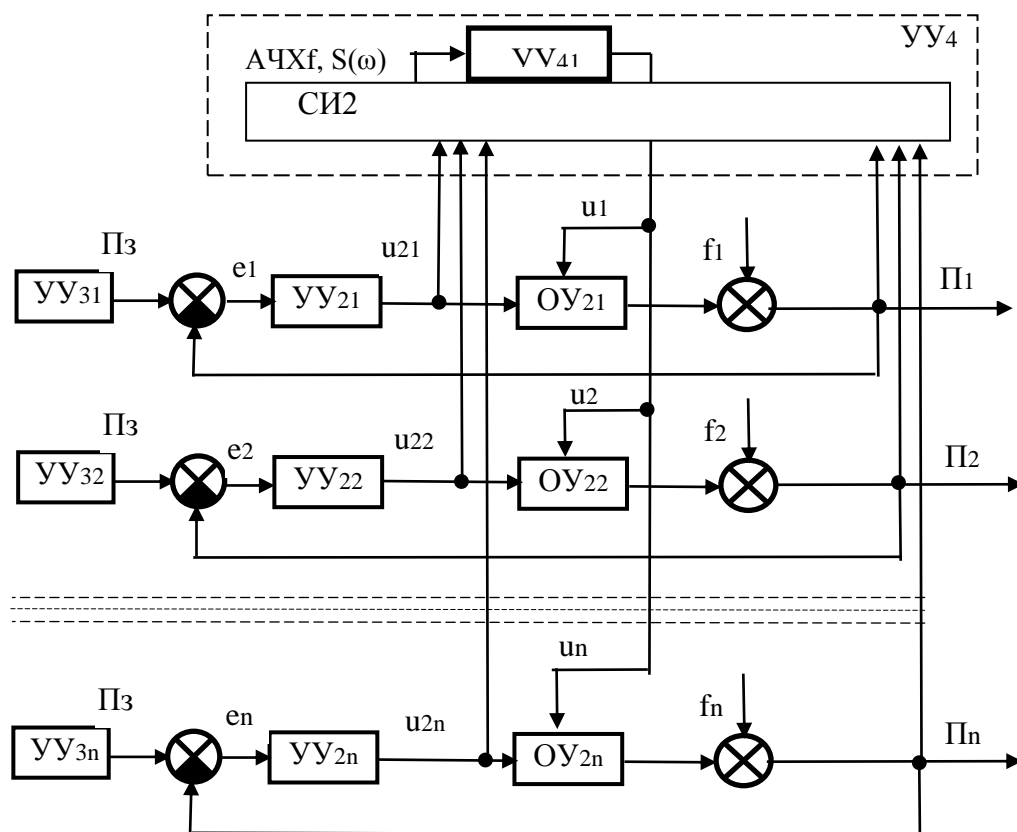 УУ4
АЧХf, S(ω)
УУ41
СИ2
u1
Пз
e1
u21
f1
П1
УУ31
УУ21
ОУ21
u2
Пз
e2
u22
f2
П2
УУ32
УУ22
ОУ22
un
Пз
en
u2n
fn
Пn
УУ3n
УУ2n
ОУ2n